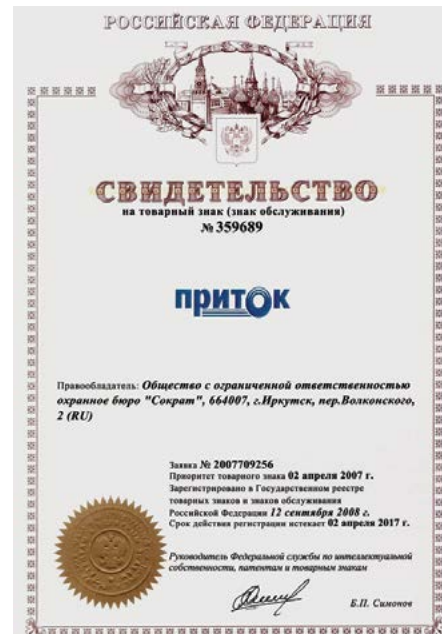 РОССИЙСКАЯ ФЕДЕРАЦИЯ
СВИДЕТЕЛЬСТВО
на товарный знак (знак обслуживания)
№ 359689
приток
Правообладатель: Общество с ограниченной ответственностью
охранное бюро "Сократ", 664007, г.Иркутск, пер.Волконского,
2 (RU)
Заявка № 2007709256
Приоритет товарного знака 02 апреля 2007 г.
Зарегистрировано в Государственном реестре
товарных знаков и знаков обслуживания
Российской Федерации 12 сентября 2008 г.
Срок действия регистрации истекает 02 апреля 2017 г.
Руководитель Федеральной службы по интеллектуальной
собственности, патентам и товарным знакам
Б.П. Симонов